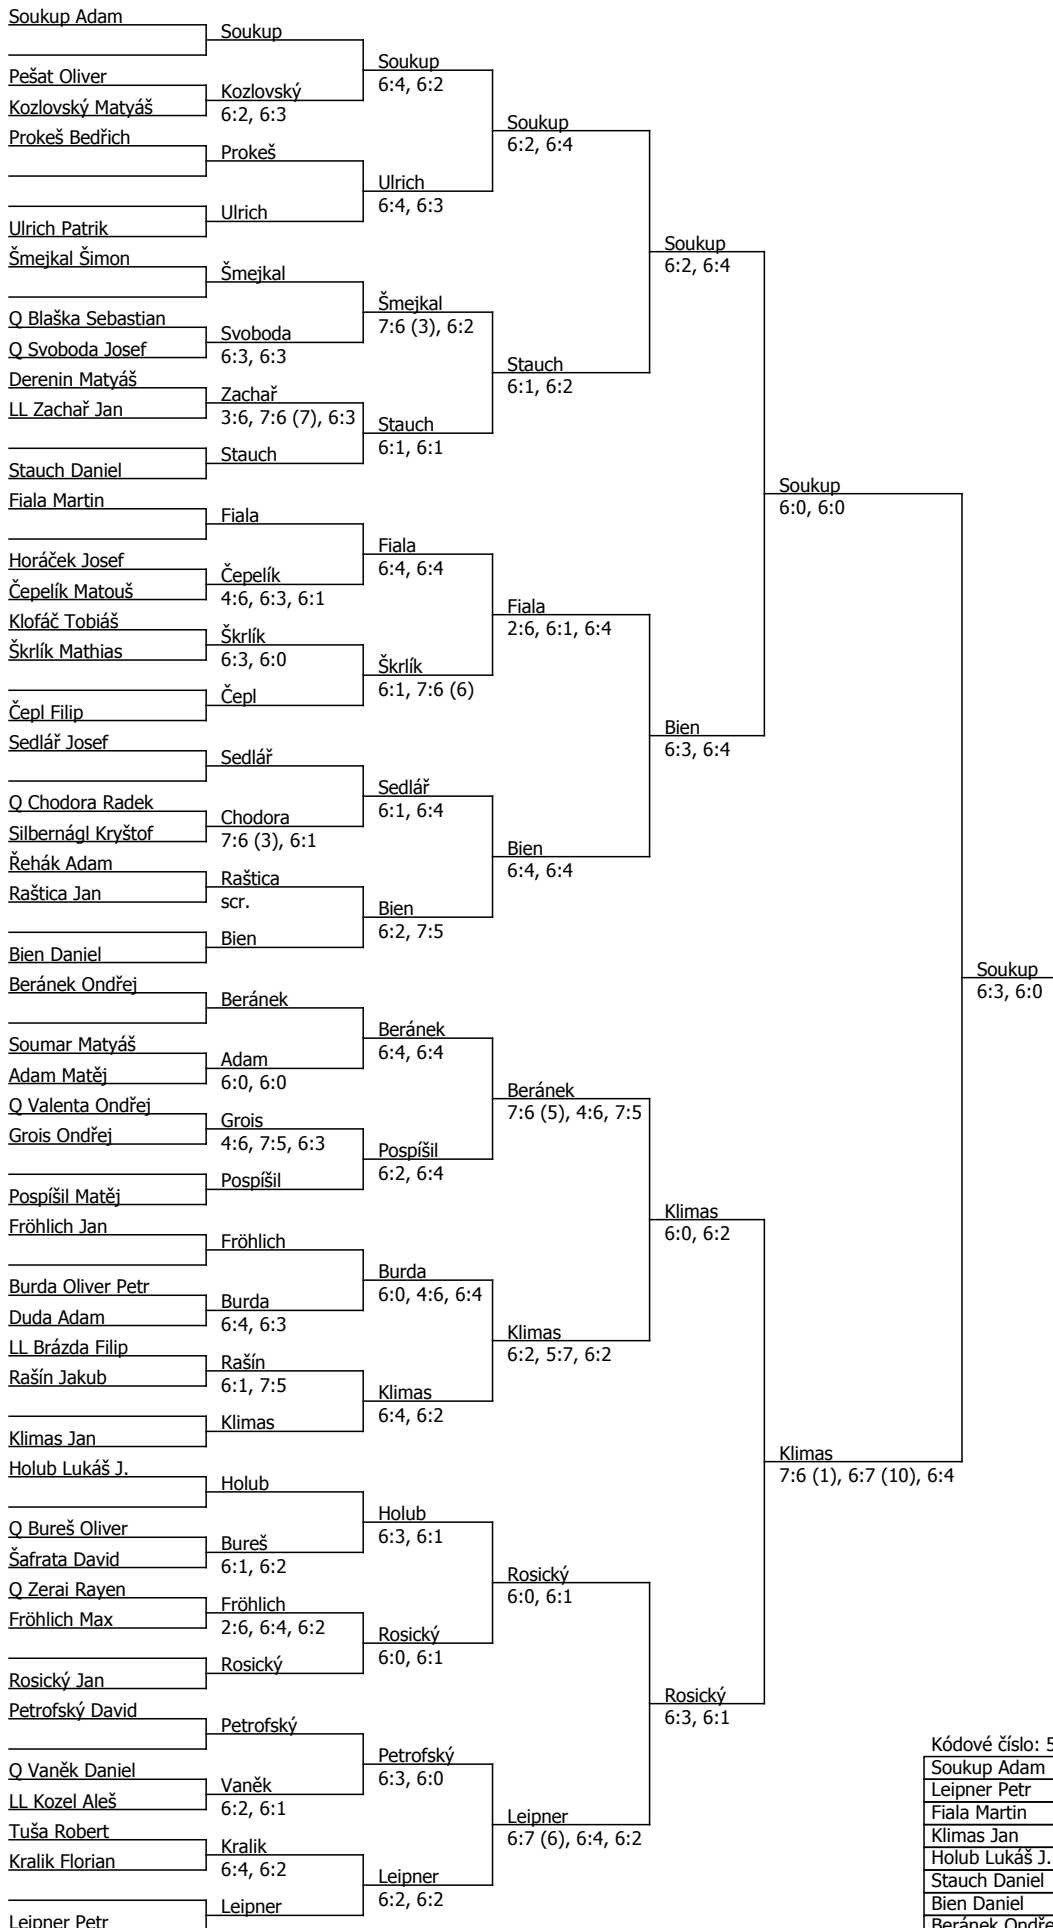 Soukup Adam
Pešat Oliver
Kozlovský Matyáš
Prokeš Bedřich
Ulrich Patrik
Šmejkal Šimon
Q Blaška Sebastian
Q Svoboda Josef
Derenin Matyáš
LL Zachař Jan
Stauch Daniel
Fiala Martin
Horáček Josef
Čepelík Matouš
Klofáč Tobiáš
Škrlík Mathias
Čepl Filip
Sedlář Josef
Q Chodora Radek
Silbernágl Kryštof
Řehák Adam
Raštica Jan
Bien Daniel
Beránek Ondřej
Soumar Matyáš
Adam Matěj
Q Valenta Ondřej
Grois Ondřej
Pospíšil Matěj
Fröhlich Jan
Burda Oliver Petr
Duda Adam
LL Brázda Filip
Rašín Jakub
Klimas Jan
Holub Lukáš J.
Q Bureš Oliver
Šafrata David
Q Zerai Rayen
Fröhlich Max
Rosický Jan
Petrofský David
Q Vaněk Daniel
LL Kozel Aleš
Tuša Robert
Kralik Florian
Leipner Petr
Soukup
Kozlovský
6:2, 6:3
Prokeš
Ulrich
Šmejkal
Svoboda
6:3, 6:3
Zachař
3:6, 7:6 (7), 6:3
Stauch
Fiala
Čepelík
4:6, 6:3, 6:1
Škrlík
6:3, 6:0
Čepl
Sedlář
Chodora
7:6 (3), 6:1
Raštica
scr.
Bien
Beránek
Adam
6:0, 6:0
Grois
4:6, 7:5, 6:3
Pospíšil
Fröhlich
Burda
6:4, 6:3
Rašín
6:1, 7:5
Klimas
Holub
Bureš
6:1, 6:2
Fröhlich
2:6, 6:4, 6:2
Rosický
Petrofský
Vaněk
6:2, 6:1
Kralik
6:4, 6:2
Leipner
Soukup
6:4, 6:2
Ulrich
6:4, 6:3
Šmejkal
7:6 (3), 6:2
Stauch
6:1, 6:1
Fiala
6:4, 6:4
Škrlík
6:1, 7:6 (6)
Sedlář
6:1, 6:4
Bien
6:2, 7:5
Beránek
6:4, 6:4
Pospíšil
6:2, 6:4
Burda
6:0, 4:6, 6:4
Klimas
6:4, 6:2
Holub
6:3, 6:1
Rosický
6:0, 6:1
Petrofský
6:3, 6:0
Leipner
6:2, 6:2
Soukup
6:2, 6:4
Stauch
6:1, 6:2
Fiala
2:6, 6:1, 6:4
Bien
6:4, 6:4
Beránek
7:6 (5), 4:6, 7:5
Klimas
6:2, 5:7, 6:2
Rosický
6:0, 6:1
Leipner
6:7 (6), 6:4, 6:2
Soukup
6:2, 6:4
Bien
6:3, 6:4
Klimas
6:0, 6:2
Rosický
6:3, 6:1
Soukup
6:0, 6:0
Klimas
7:6 (1), 6:7 (10), 6:4
Soukup
6:3, 6:0
Kódové číslo: 5
Soukup Adam
Leipner Petr
Fiala Martin
Klimas Jan
Holub Lukáš J.
Stauch Daniel
Bien Daniel
Beránek Ondře